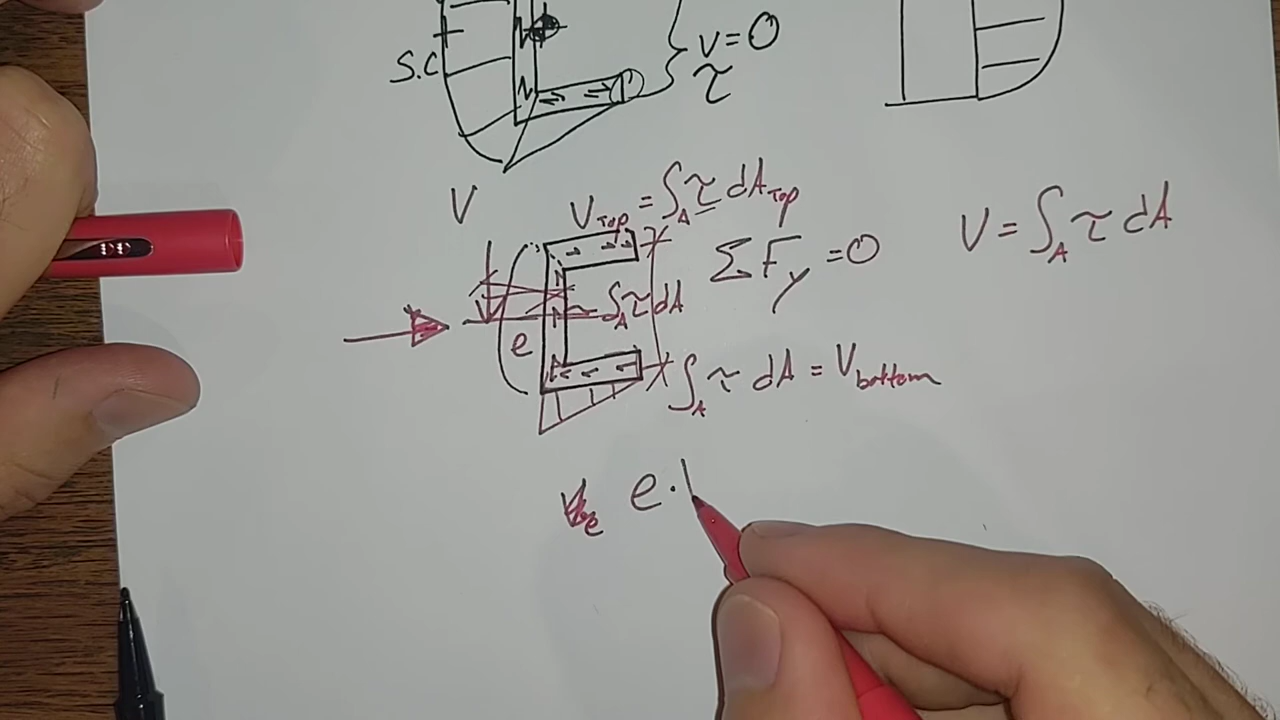 S.C
v=0
τ
V
V_Top = ∫_A τ dA_Top
ΣF_y = 0
V = ∫_A τ dA
∫_A τ dA
e
∫_A τ dA = V_bottom
e ·